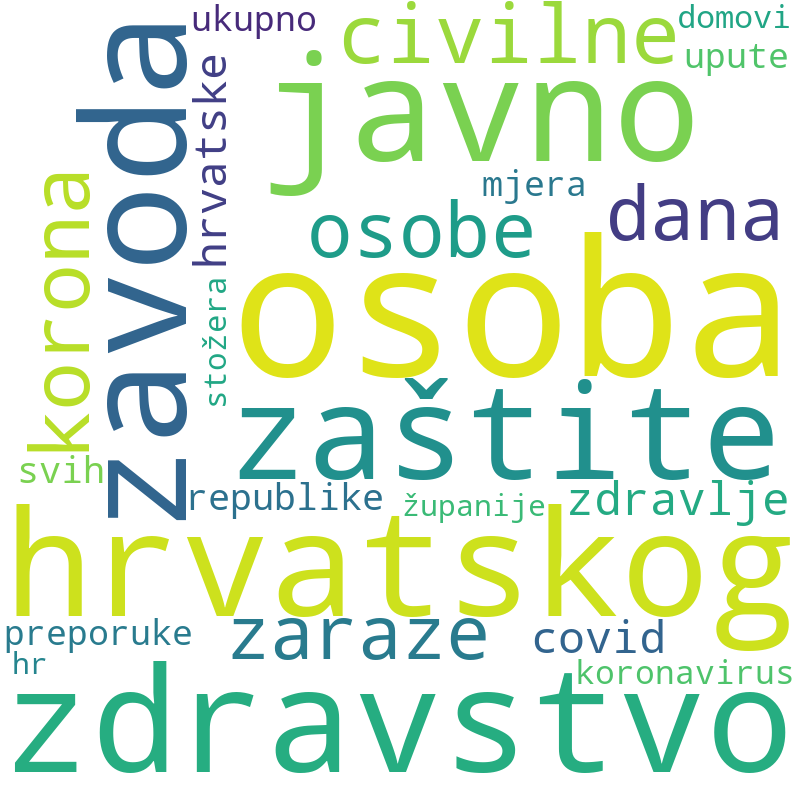 ukupno
civilne
domovi
upute
javno
zavoda
hrvatske
korona
mjera
dana
osobe
osoba
stožera
zaštite
svih
republike
županije
zdravlje
hrvatskog
preporuke
zaraze
covid
hr
koronavirus
zdravstvo